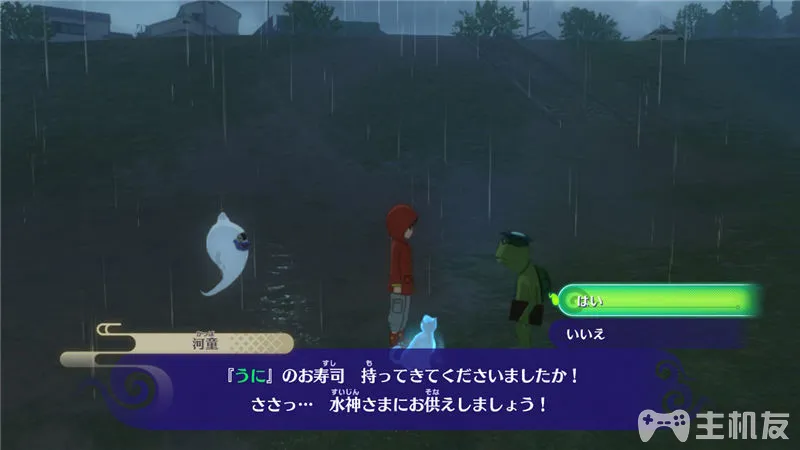 はい
いいえ
河童
『うに』のお寿司 持ってきてくださいましたか！
ささっ… 水神さまにお供えしましょう！
主机友